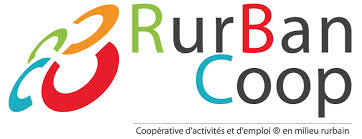 RurBan
Coop
Coopérative d'activités et d'emploi ® en milieu rurbain